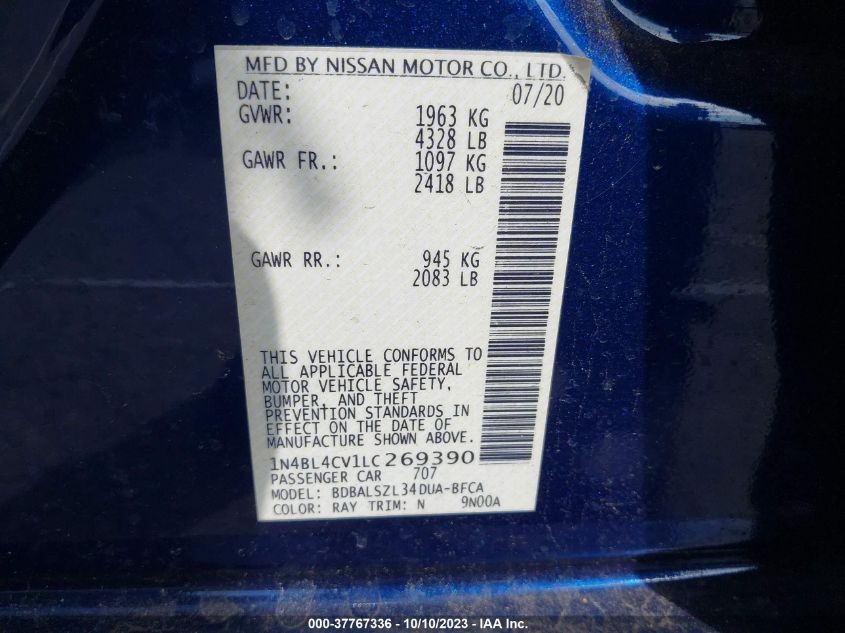 MFD BY NISSAN MOTOR CO., LTD.
DATE: 07/20
GVWR: 1963 KG
4328 LB
GAWR FR.: 1097 KG
2418 LB
GAWR RR.: 945 KG
2083 LB
THIS VEHICLE CONFORMS TO
ALL APPLICABLE FEDERAL
MOTOR VEHICLE SAFETY,
BUMPER, AND THEFT
PREVENTION STANDARDS IN
EFFECT ON THE DATE OF
MANUFACTURE SHOWN ABOVE.
1N4BL4CV1LC269390
PASSENGER CAR 707
MODEL: BDBALSZL34DUA-BFCA
COLOR: RAY TRIM: N 9N00A
000-37767336 - 10/10/2023 - IAA Inc.